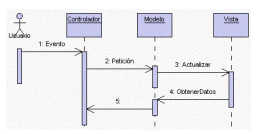 Controlador
Modelo
Vista
Usuario
1: Evento
2: Petición
3: Actualizar
4: ObtenerDatos
5: